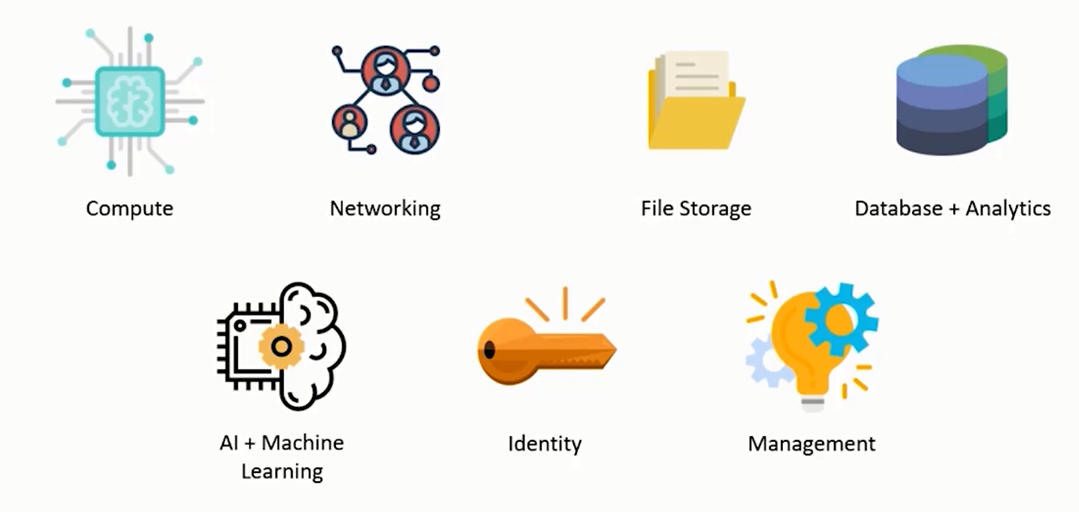 Compute
Networking
File Storage
Database + Analytics
AI + Machine
Learning
Identity
Management